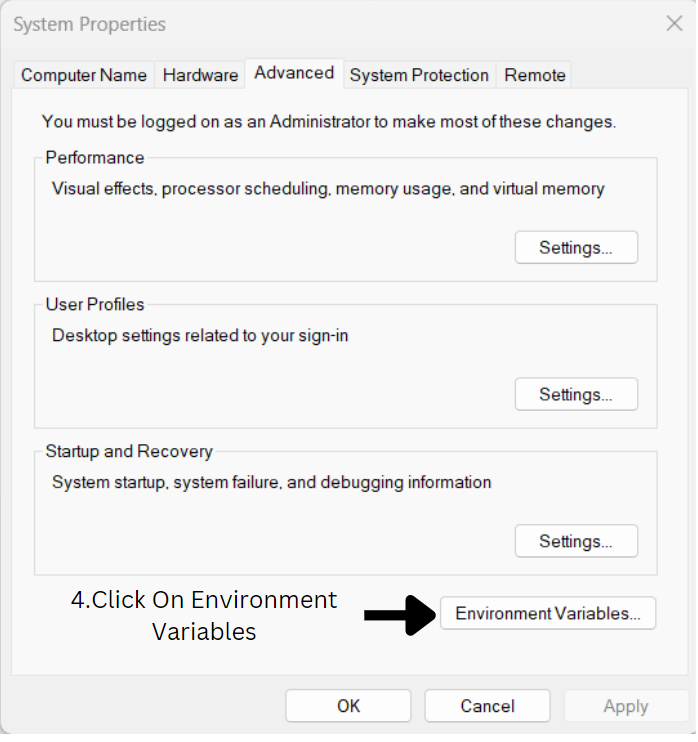 System Properties
Computer Name Hardware Advanced System Protection Remote
You must be logged on as an Administrator to make most of these changes.
Performance
Visual effects, processor scheduling, memory usage, and virtual memory
Settings...
User Profiles
Desktop settings related to your sign-in
Settings...
Startup and Recovery
System startup, system failure, and debugging information
Settings...
4.Click On Environment
Variables
Environment Variables...
OK Cancel Apply